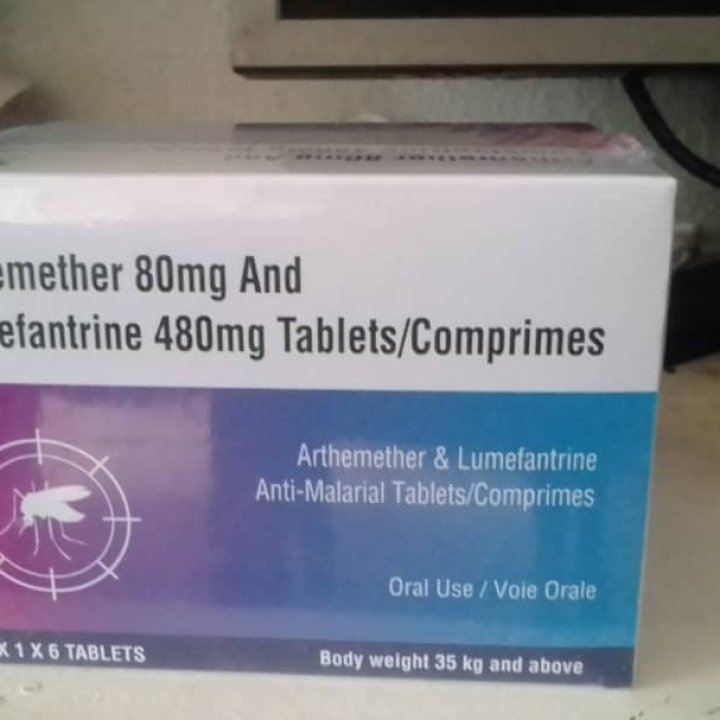 emether 80mg And
efantrine 480mg Tablets/Comprimes
Arthemether & Lumefantrine
Anti-Malarial Tablets/Comprimes
Oral Use / Voie Orale
X 1 X 6 TABLETS
Body weight 35 kg and above